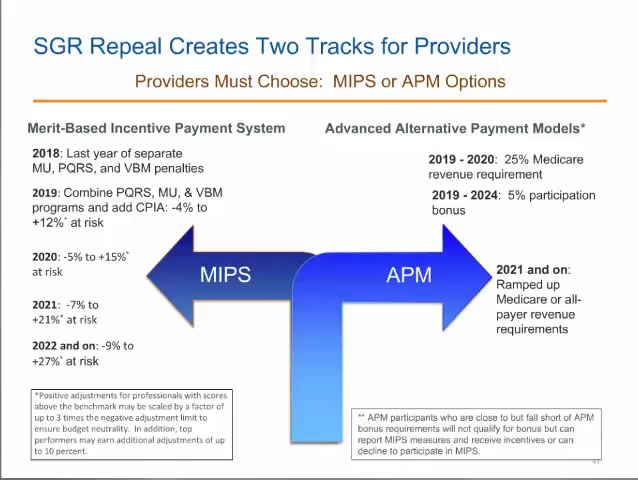 SGR Repeal Creates Two Tracks for Providers
Providers Must Choose: MIPS or APM Options
Merit-Based Incentive Payment System
2018: Last year of separate
MU, PQRS, and VBM penalties
2019: Combine PQRS, MU, & VBM
programs and add CPIA: -4% to
+12%* at risk
2020: -5% to +15%*
at risk
2021: -7% to
+21%* at risk
2022 and on: -9% to
+27%* at risk
MIPS
*Positive adjustments for professionals with scores
above the benchmark may be scaled by a factor of
up to 3 times the negative adjustment limit to
ensure budget neutrality. In addition, top
performers may earn additional adjustments of up
to 10 percent.
Advanced Alternative Payment Models*
2019 - 2020: 25% Medicare
revenue requirement
2019 - 2024: 5% participation
bonus
APM
2021 and on:
Ramped up
Medicare or all-
payer revenue
requirements
** APM participants who are close to but fall short of APM
bonus requirements will not qualify for bonus but can
report MIPS measures and receive incentives or can
decline to participate in MIPS.
41